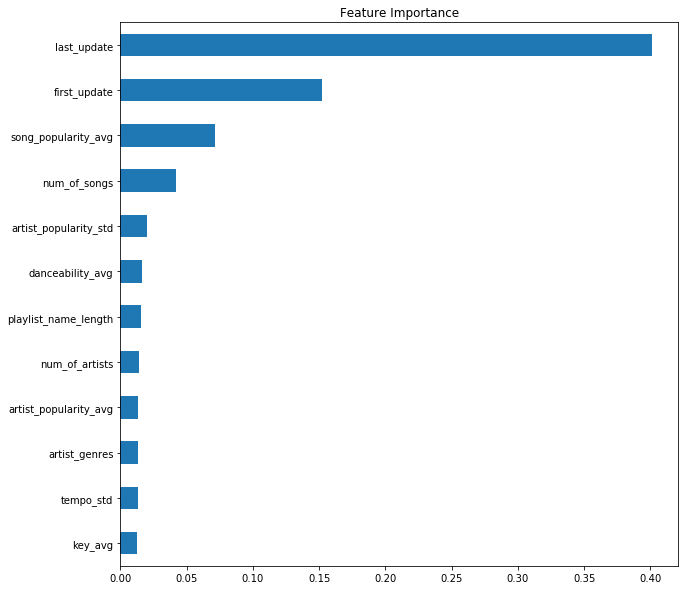 Feature Importance
last_update
first_update
song_popularity_avg
num_of_songs
artist_popularity_std
danceability_avg
playlist_name_length
num_of_artists
artist_popularity_avg
artist_genres
tempo_std
key_avg
0.00 0.05 0.10 0.15 0.20 0.25 0.30 0.35 0.40